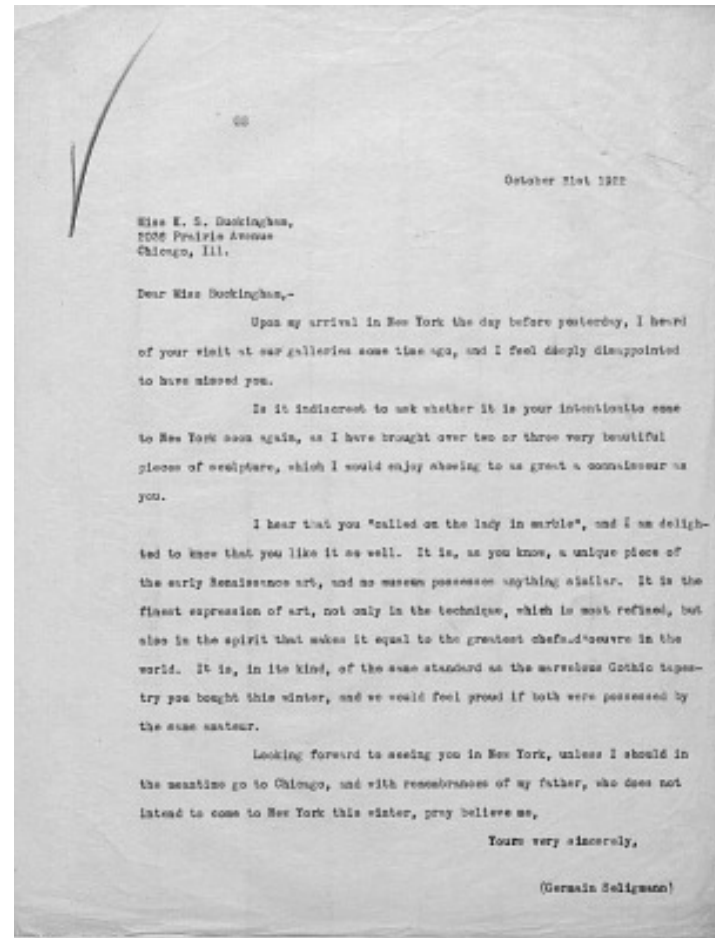 October 31st 1922
Miss K. S. Buckingham,
2036 Prairie Avenue
Chicago, Ill.
Dear Miss Buckingham,-
Upon my arrival in New York the day before yesterday, I heard
of your visit at our galleries some time ago, and I feel deeply disappointed
to have missed you.
Is it indiscreet to ask whether it is your intentionto come
to New York soon again, as I have brought over two or three very beautiful
pieces of sculpture, which I would enjoy showing to as great a connaisseur as
you.
I hear that you "called on the lady in marble", and I am deligh-
ted to know that you like it so well. It is, as you know, a unique piece of
the early Renaissance art, and no museum possesses anything similar. It is the
finest expression of art, not only in the technique, which is most refined, but
also in the spirit that makes it equal to the greatest chefs.d'oeuvre in the
world. It is, in its kind, of the same standard as the marvelous Gothic tapes-
try you bought this winter, and we would feel proud if both were possessed by
the same amateur.
Looking forward to seeing you in New York, unless I should in
the meantime go to Chicago, and with remembrances of my father, who does not
intend to come to New York this winter, pray believe me,
Yours very sincerely,
(Germain Seligmann)